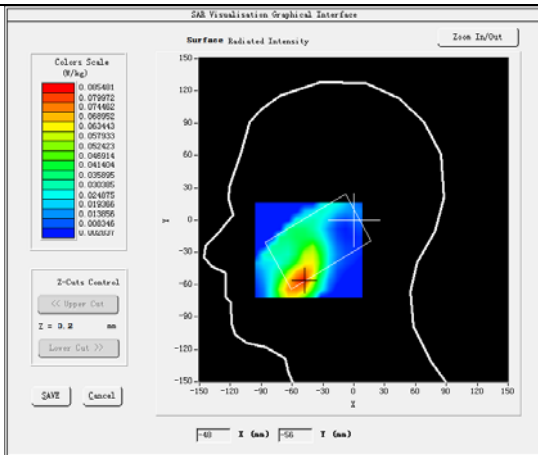 SAR Visualisation Graphical Interface
Surface Radiated Intensity
Zoom In/Out
Colors Scale
(W/kg)
0.085481
0.079972
0.074462
0.068952
0.063443
0.057933
0.052423
0.046914
0.041404
0.035895
0.030385
0.024875
0.019366
0.013856
0.008346
0.002837
Z-Cuts Control
<< Upper Cut
Z = 3.2 mm
Lower Cut >>
SAVE
Cancel
150
120
90
60
30
0
-30
-60
-90
-120
-150
Y
-150 -120 -90 -60 -30 0 30 60 90 120 150
X
-48 X (mm) -56 Y (mm)